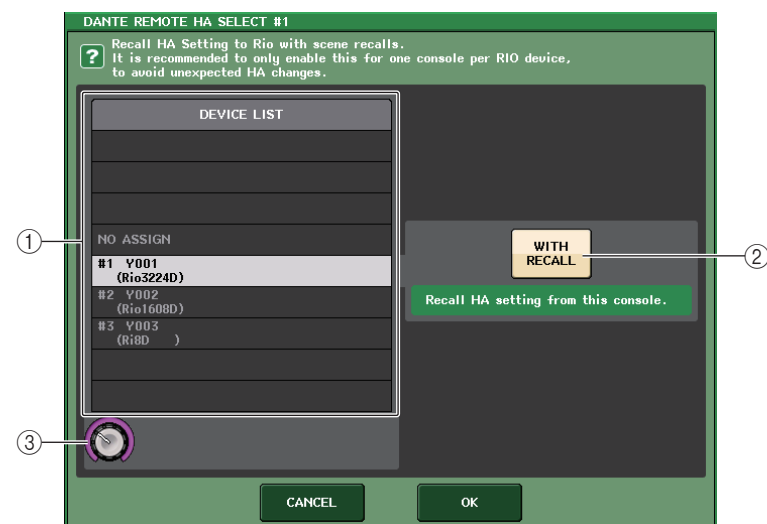 DANTE REMOTE HA SELECT #1
? Recall HA Setting to Rio with scene recalls.
It is recommended to only enable this for one console per RIO device,
to avoid unexpected HA changes.
DEVICE LIST
NO ASSIGN
#1 Y001
(Rio3224D)
#2 Y002
(Rio1608D)
#3 Y003
(Ri8D )
WITH
RECALL
Recall HA setting from this console.
①
②
③
CANCEL
OK